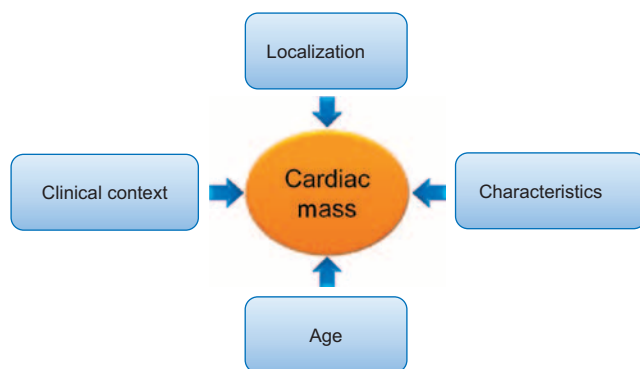 Localization
Clinical context
Cardiac
mass
Characteristics
Age